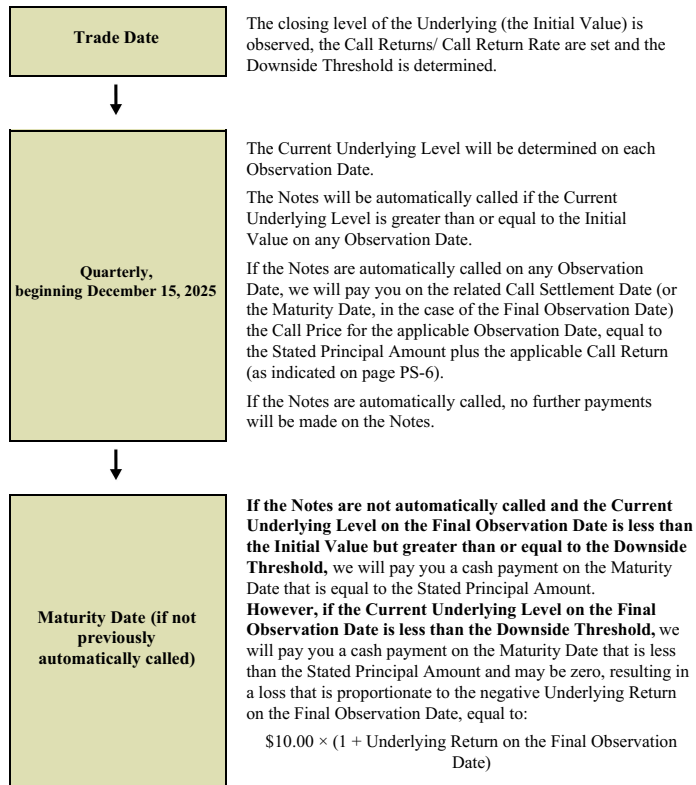 Trade Date
The closing level of the Underlying (the Initial Value) is
observed, the Call Returns/ Call Return Rate are set and the
Downside Threshold is determined.
Quarterly,
beginning December 15, 2025
The Current Underlying Level will be determined on each
Observation Date.
The Notes will be automatically called if the Current
Underlying Level is greater than or equal to the Initial
Value on any Observation Date.
If the Notes are automatically called on any Observation
Date, we will pay you on the related Call Settlement Date (or
the Maturity Date, in the case of the Final Observation Date)
the Call Price for the applicable Observation Date, equal to
the Stated Principal Amount plus the applicable Call Return
(as indicated on page PS-6).
If the Notes are automatically called, no further payments
will be made on the Notes.
Maturity Date (if not
previously
automatically called)
If the Notes are not automatically called and the Current
Underlying Level on the Final Observation Date is less than
the Initial Value but greater than or equal to the Downside
Threshold, we will pay you a cash payment on the Maturity
Date that is equal to the Stated Principal Amount.
However, if the Current Underlying Level on the Final
Observation Date is less than the Downside Threshold, we
will pay you a cash payment on the Maturity Date that is less
than the Stated Principal Amount and may be zero, resulting in
a loss that is proportionate to the negative Underlying Return
on the Final Observation Date, equal to:
$10.00 × (1 + Underlying Return on the Final Observation
Date)